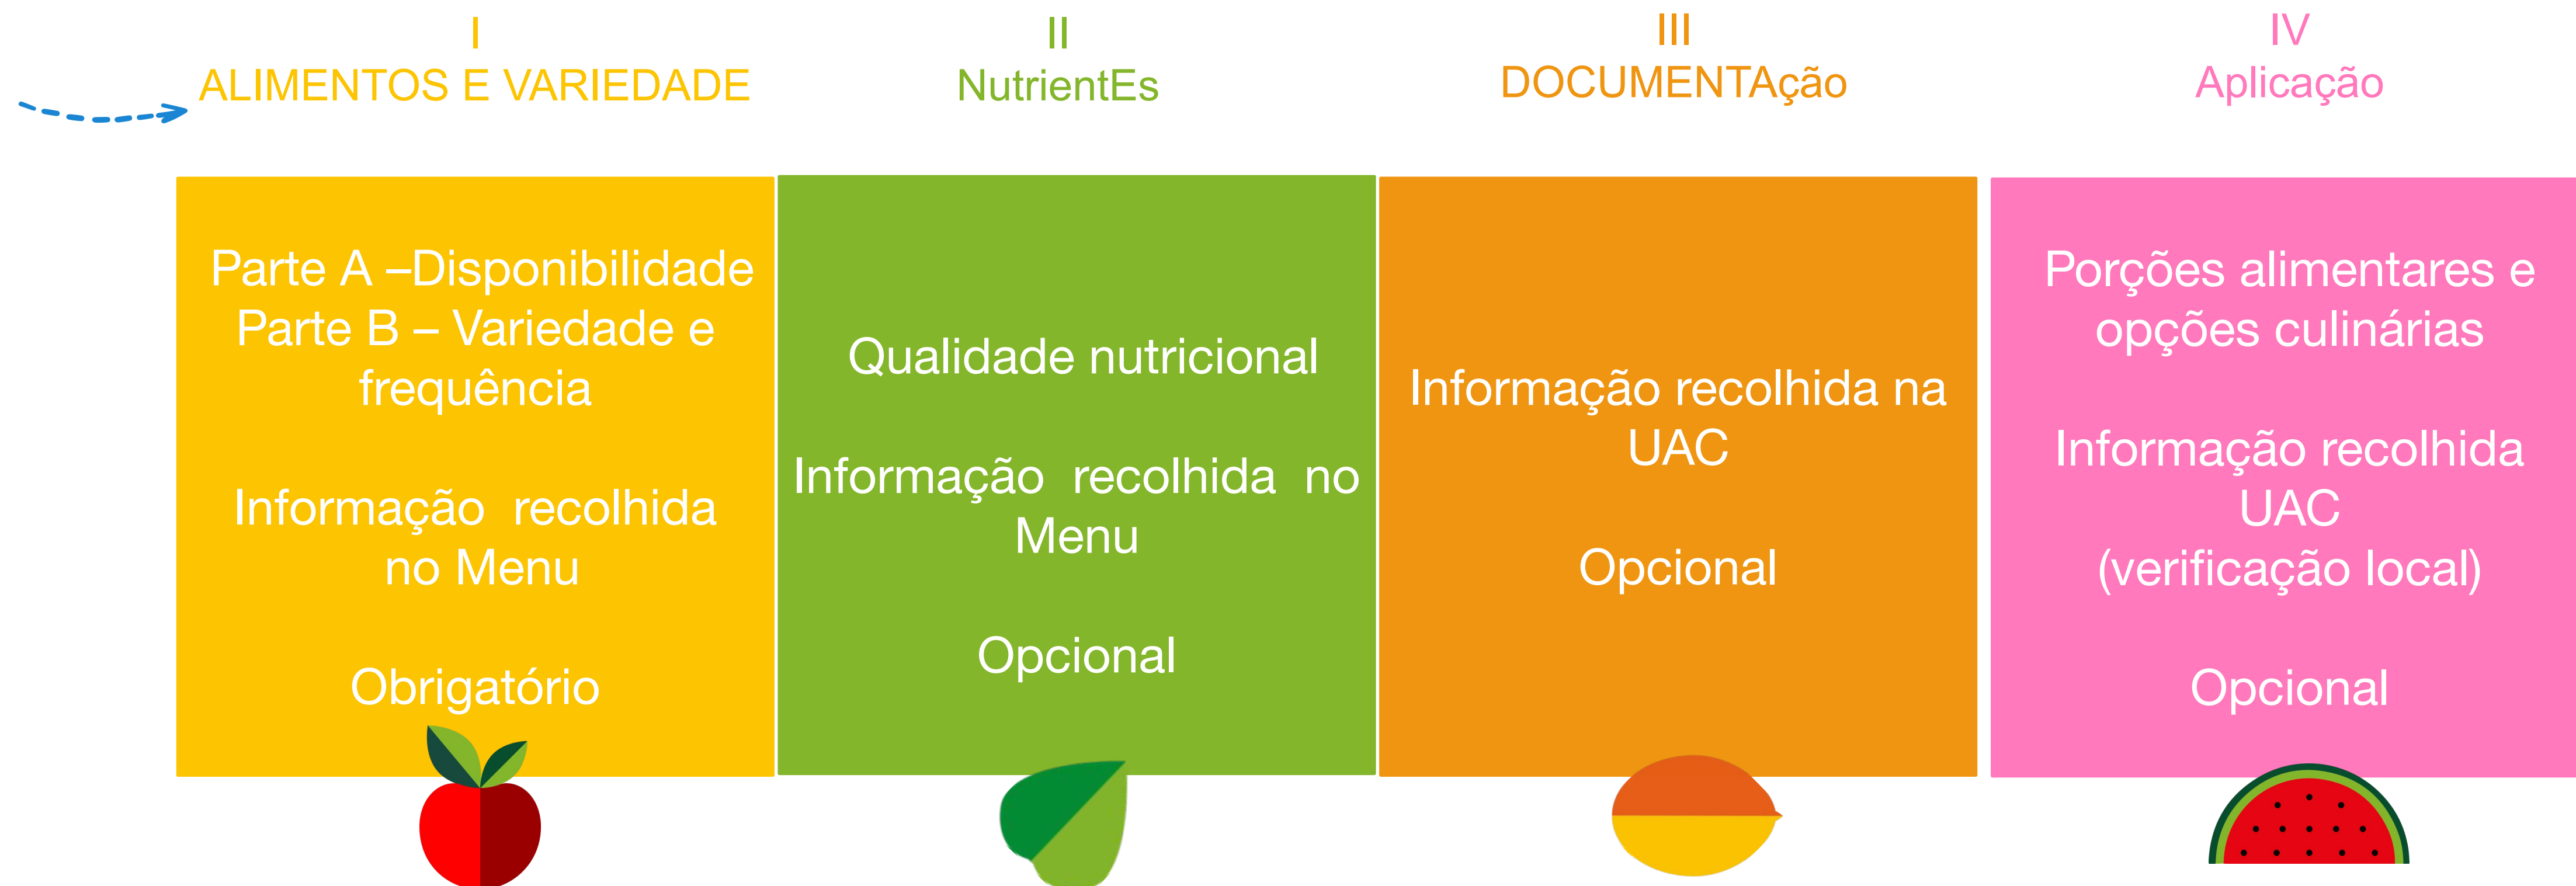 I
ALIMENTOS E VARIEDADE
Parte A –Disponibilidade
Parte B – Variedade e
frequência
Informação recolhida
no Menu
Obrigatório
II
NutrientEs
Qualidade nutricional
Informação recolhida no
Menu
Opcional
III
DOCUMENTAção
Informação recolhida na
UAC
Opcional
IV
Aplicação
Porções alimentares e
opções culinárias
Informação recolhida
UAC
(verificação local)
Opcional